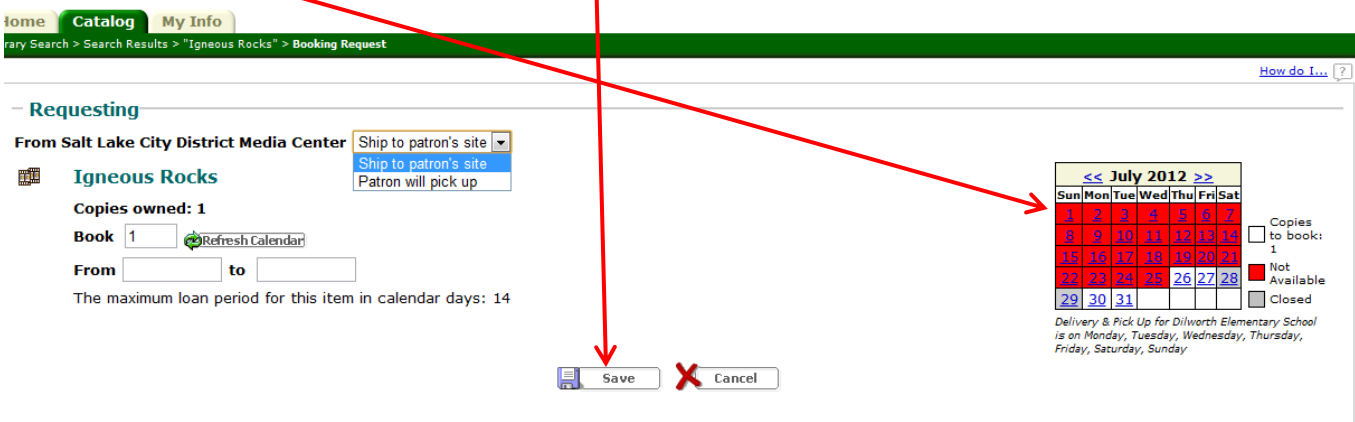 Home Catalog My Info
rary Search > Search Results > "Igneous Rocks" > Booking Request
How do I... ?
Requesting
From Salt Lake City District Media Center Ship to patron's site
Ship to patron's site
Patron will pick up
Igneous Rocks
Copies owned: 1
Book 1 Refresh Calendar
From to
The maximum loan period for this item in calendar days: 14
<< July 2012 >>
Sun Mon Tue Wed Thu Fri Sat
1 2 3 4 5 6 7
8 9 10 11 12 13 14
15 16 17 18 19 20 21
22 23 24 25 26 27 28
29 30 31
Copies
to book:
1
Not
Available
Closed
Delivery & Pick Up for Dilworth Elementary School
is on Monday, Tuesday, Wednesday, Thursday,
Friday, Saturday, Sunday
Save Cancel